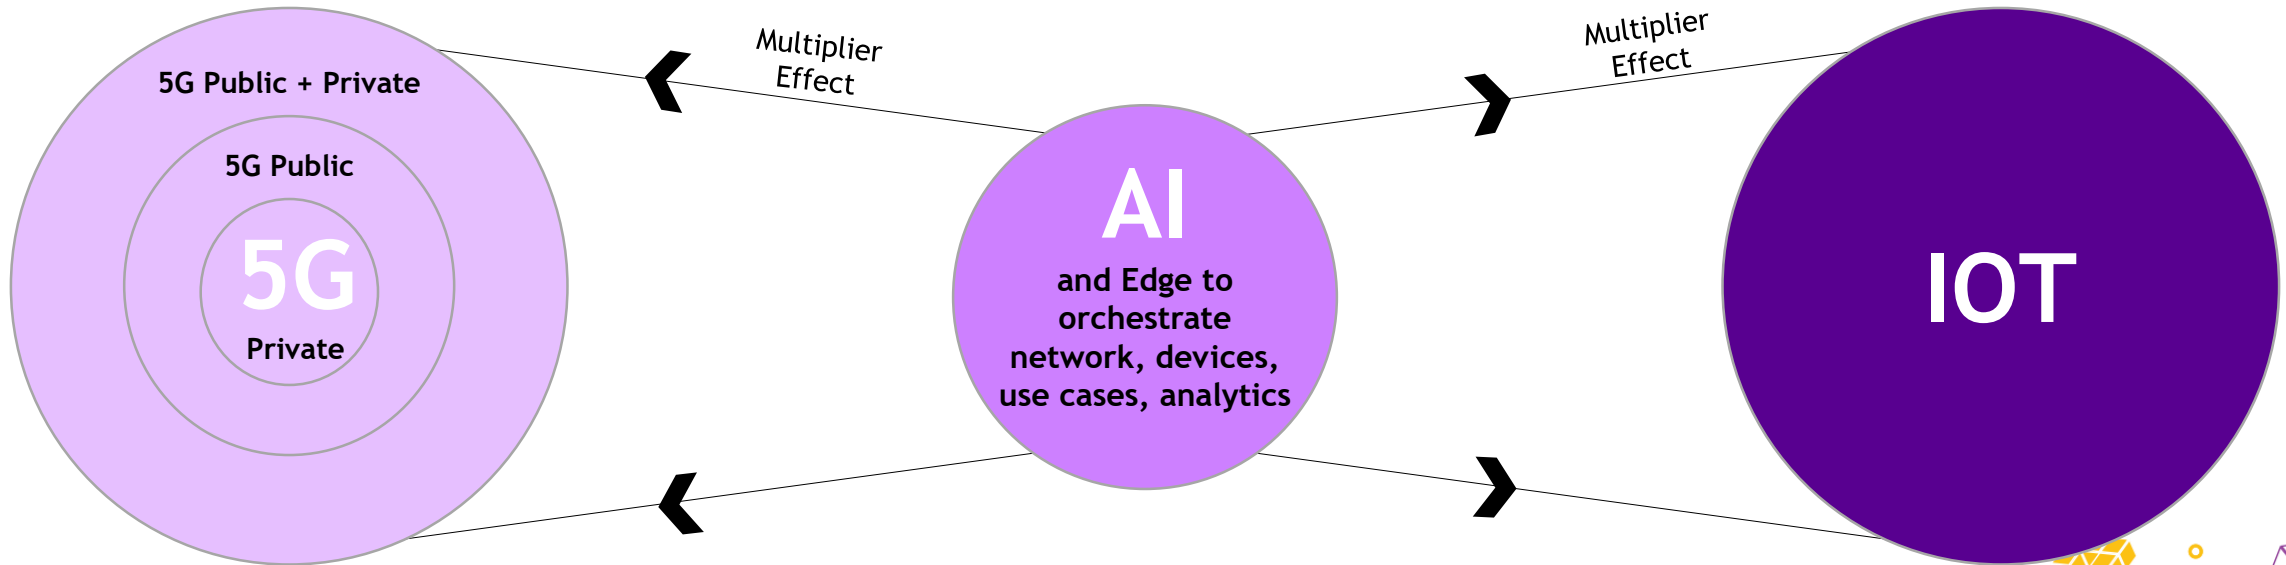 5G Public + Private
5G Public
5G
Private
Multiplier
Effect
AI
and Edge to
orchestrate
network, devices,
use cases, analytics
Multiplier
Effect
IOT